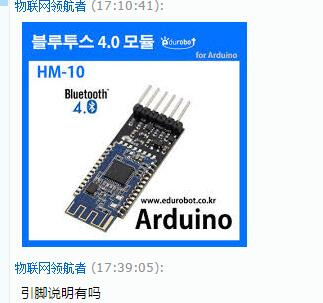 物联网领航者 (17:10:41):
블루투스 4.0 모듈 edurobot
for Arduino
HM-10
Bluetooth
4.0
www.edurobot.co.kr
Arduino
物联网领航者 (17:39:05):
引脚说明有吗